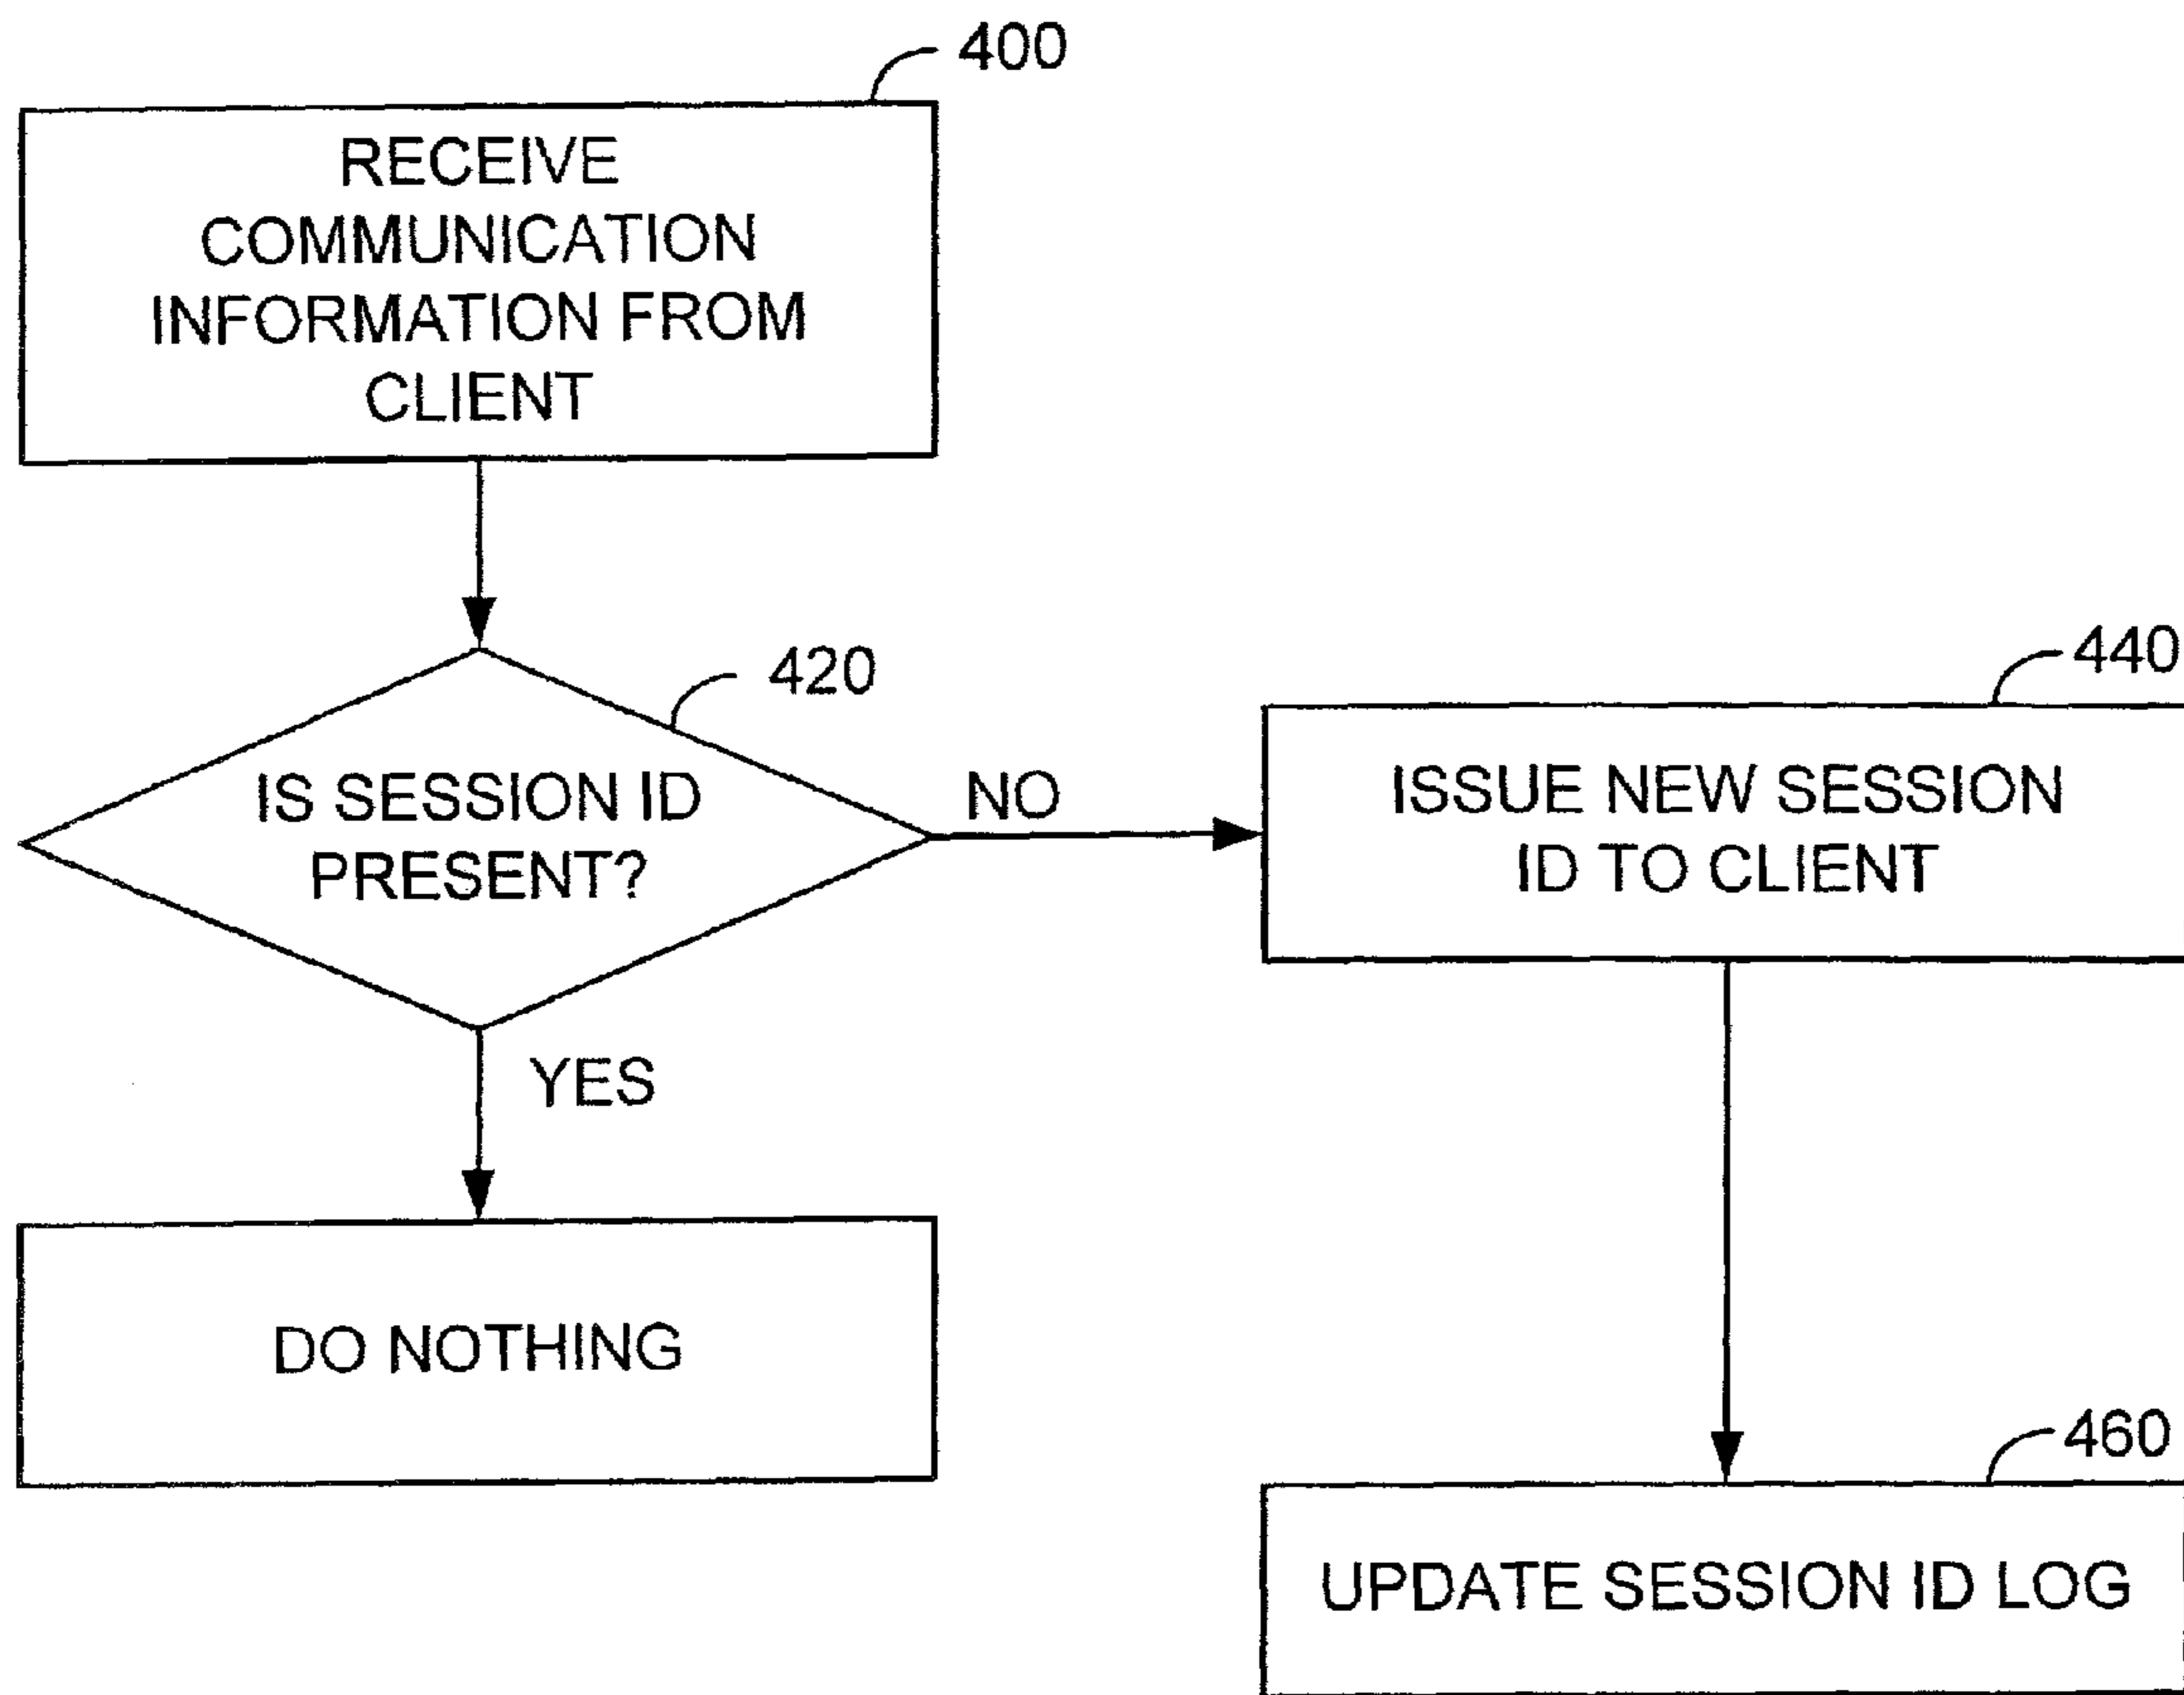 400
RECEIVE
COMMUNICATION
INFORMATION FROM
CLIENT
420
IS SESSION ID
PRESENT?
NO
440
ISSUE NEW SESSION
ID TO CLIENT
YES
DO NOTHING
460
UPDATE SESSION ID LOG